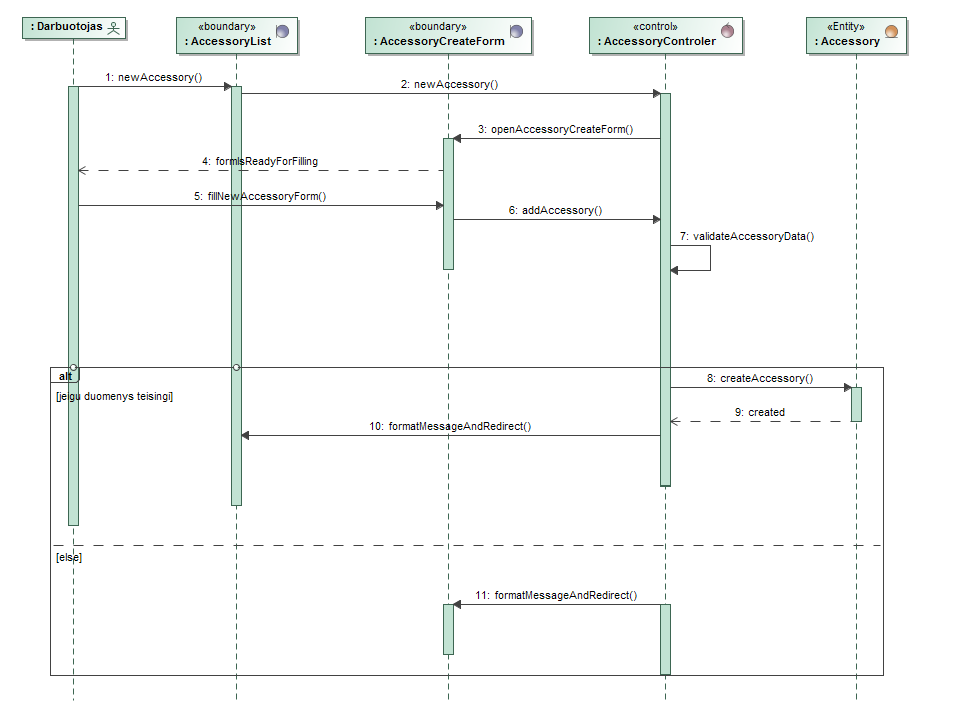 : Darbuotojas
«boundary»
: AccessoryList
«boundary»
: AccessoryCreateForm
«control»
: AccessoryControler
«Entity»
: Accessory
1: newAccessory()
2: newAccessory()
3: openAccessoryCreateForm()
4: formIsReadyForFilling
5: fillNewAccessoryForm()
6: addAccessory()
7: validateAccessoryData()
alt
[jeigu duomenys teisingi]
8: createAccessory()
9: created
10: formatMessageAndRedirect()
[else]
11: formatMessageAndRedirect()